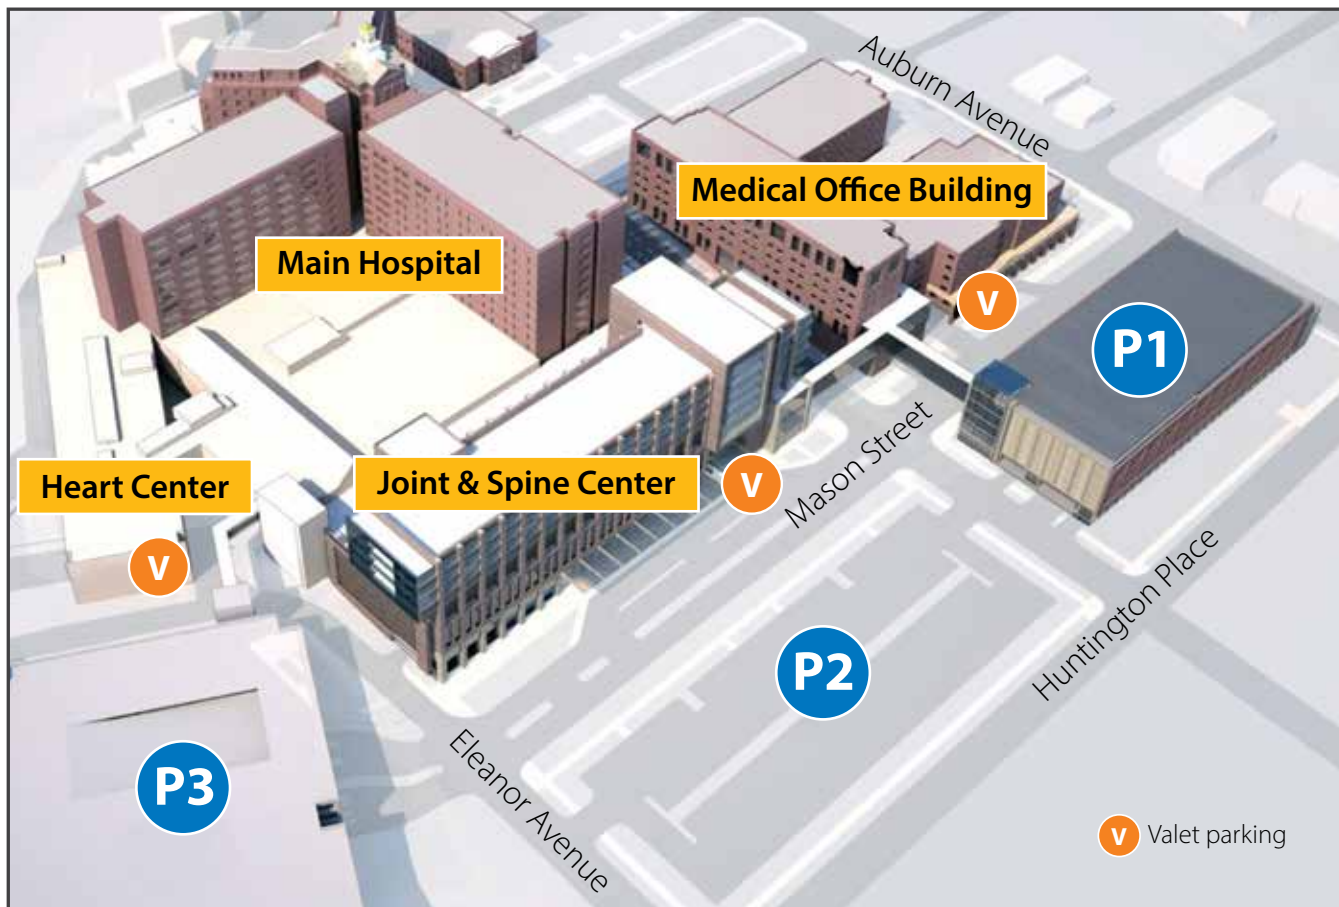 Auburn Avenue
Medical Office Building
Main Hospital
V
P1
Heart Center
Joint & Spine Center
V
Mason Street
V
Huntington Place
P2
P3
Eleanor Avenue
V Valet parking